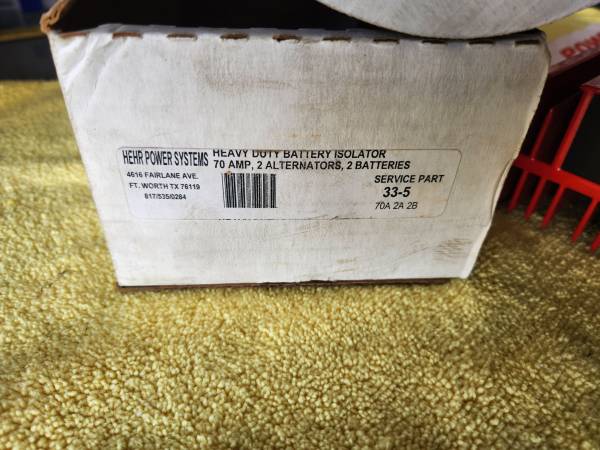 HEHR POWER SYSTEMS
4616 FAIRLANE AVE.
FT. WORTH TX 76119
817/535/0284
HEAVY DUTY BATTERY ISOLATOR
70 AMP, 2 ALTERNATORS, 2 BATTERIES
SERVICE PART
33-5
70A 2A 2B